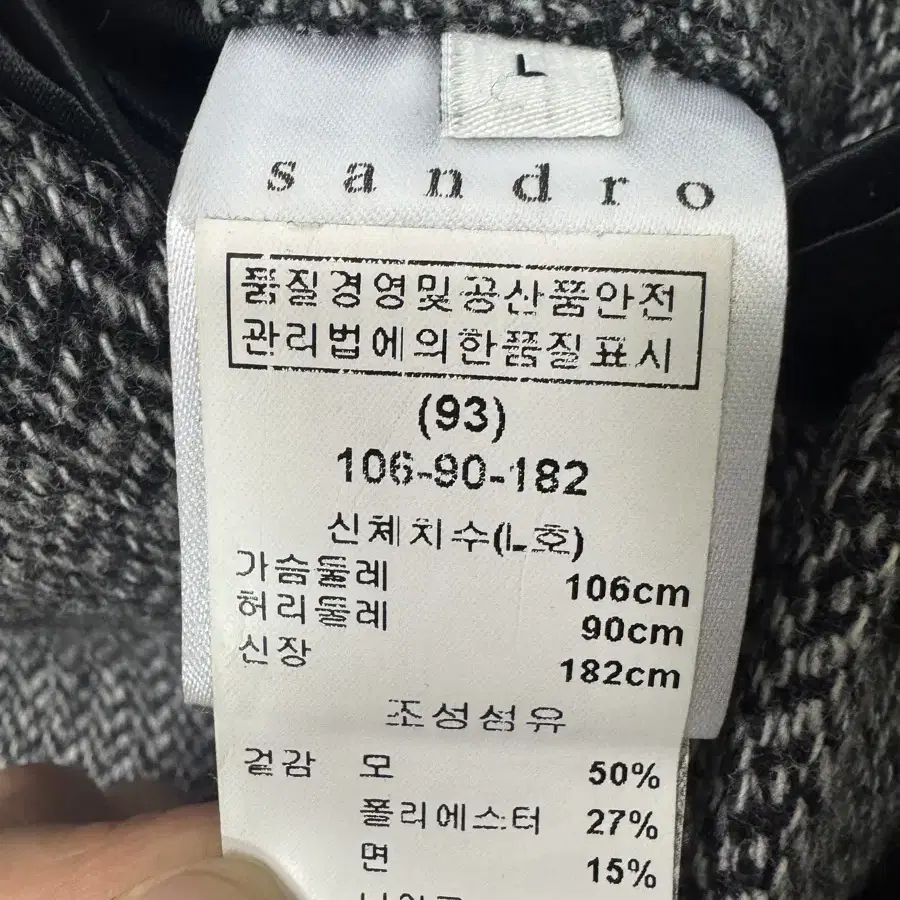 L
sandro
품질경영및공산품안전
관리법에의한품질표시
(93)
106-90-182
신체치수(L호)
가슴둘레 106cm
허리둘레 90cm
신장 182cm
조성섬유
겉감 모 50%
폴리에스터 27%
면 15%